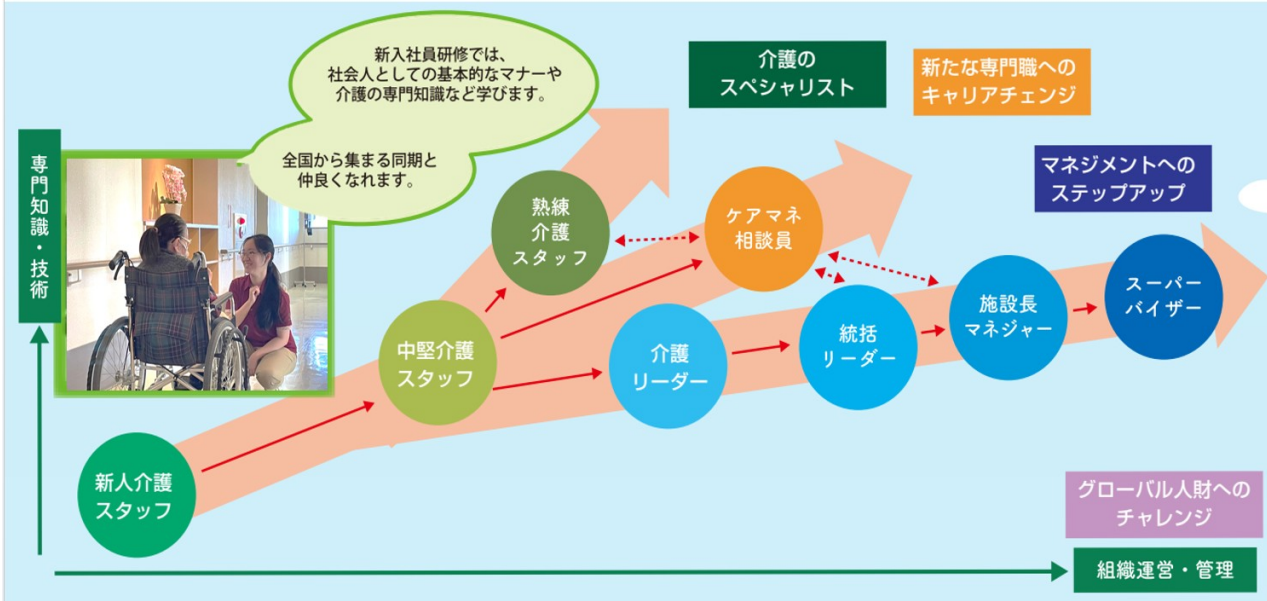 新入社員研修では、
社会人としての基本的なマナーや
介護の専門知識など学びます。
全国から集まる同期と
仲良くなれます。
介護の
スペシャリスト
新たな専門職への
キャリアチェンジ
マネジメントへの
ステップアップ
専門知識・技術
熟練
介護
スタッフ
ケアマネ
相談員
スーパー
バイザー
施設長
マネジャー
統括
リーダー
介護
リーダー
中堅介護
スタッフ
新人介護
スタッフ
グローバル人財への
チャレンジ
組織運営・管理